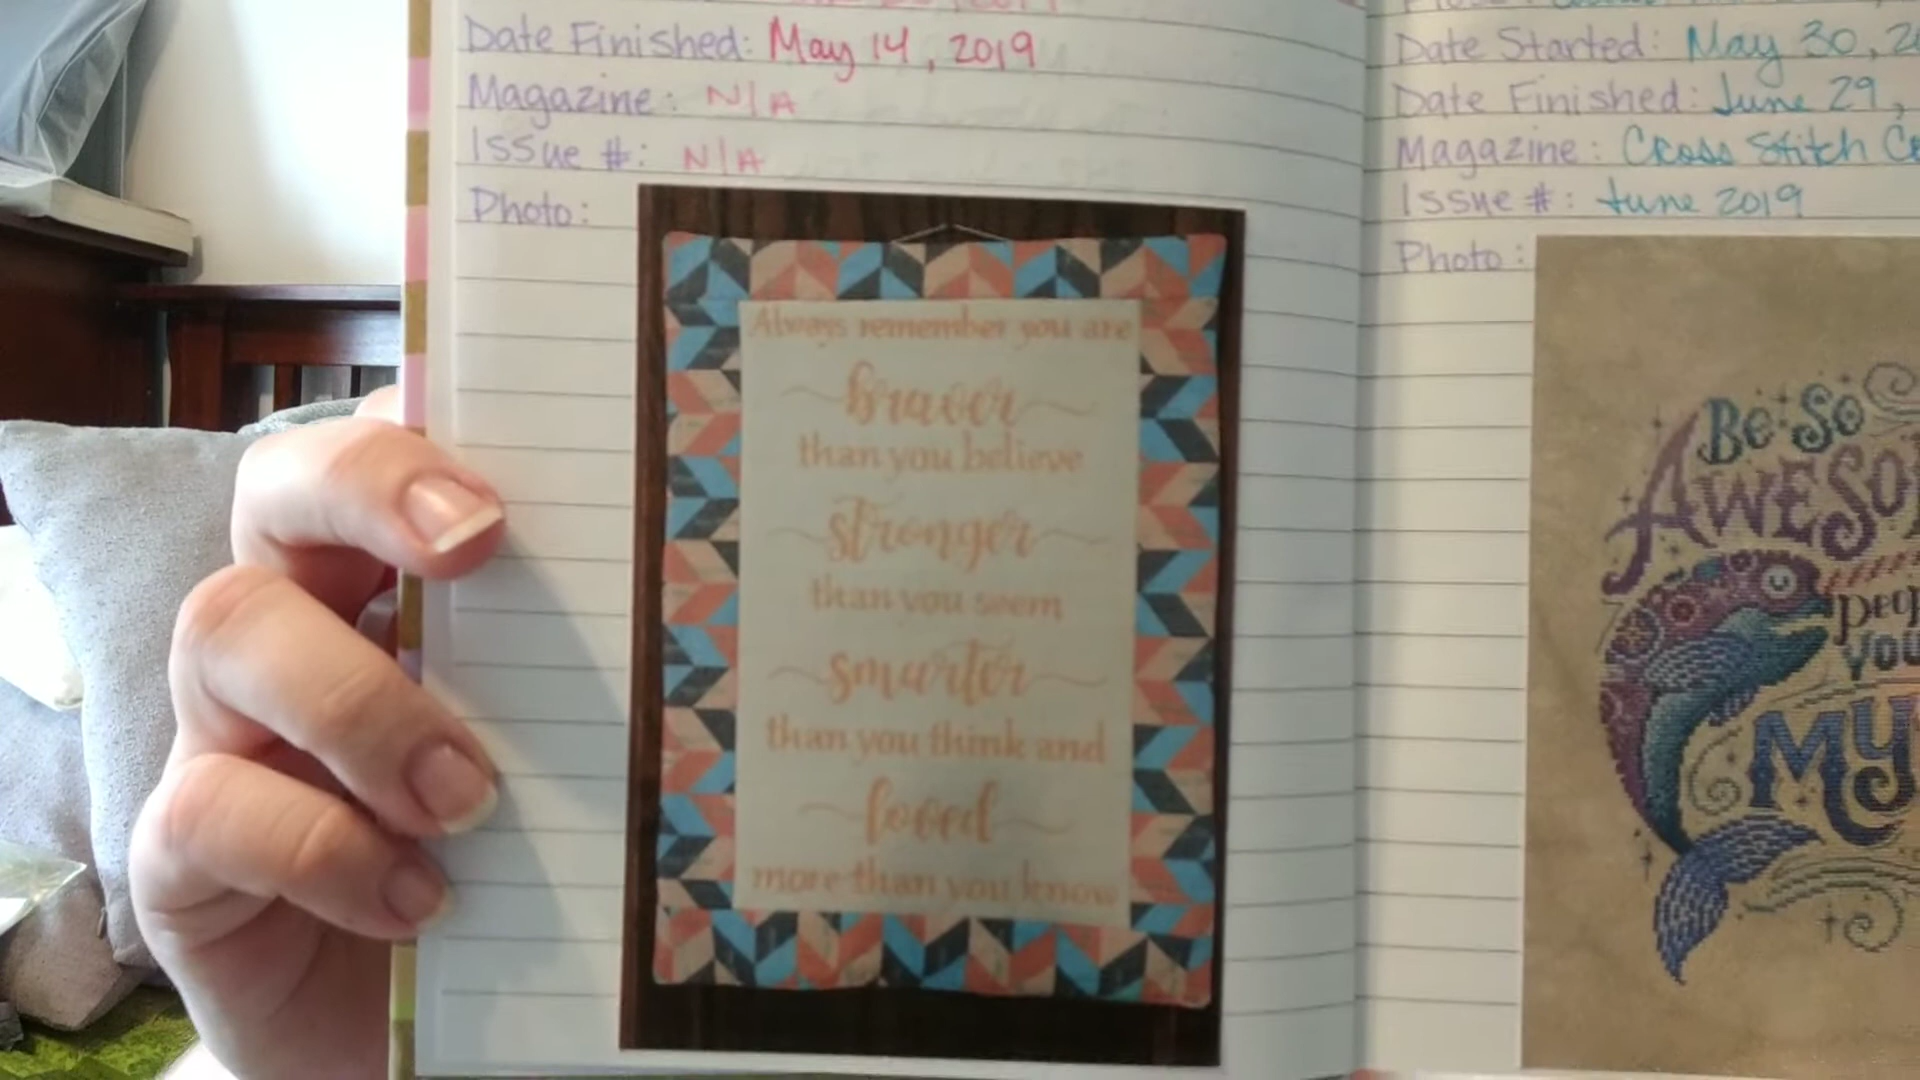 Date Finished: May 14, 2019
Magazine: N/A
Issue #: N/A
Photo:
Always remember you are
braver
than you believe
stronger
than you seem
smarter
than you think and
loved
more than you know
Date Started: May 30,
Date Finished: June 29,
Magazine: Cross Stitch
Issue #: June 2019
Photo:
Be So